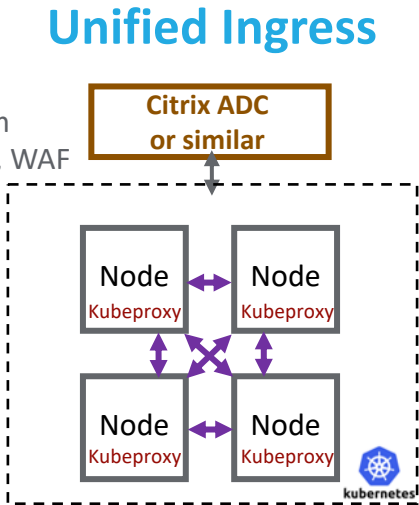 Unified Ingress
Citrix ADC
or similar
WAF
Node
Kubeproxy
Node
Kubeproxy
Node
Kubeproxy
Node
Kubeproxy
kubernetes